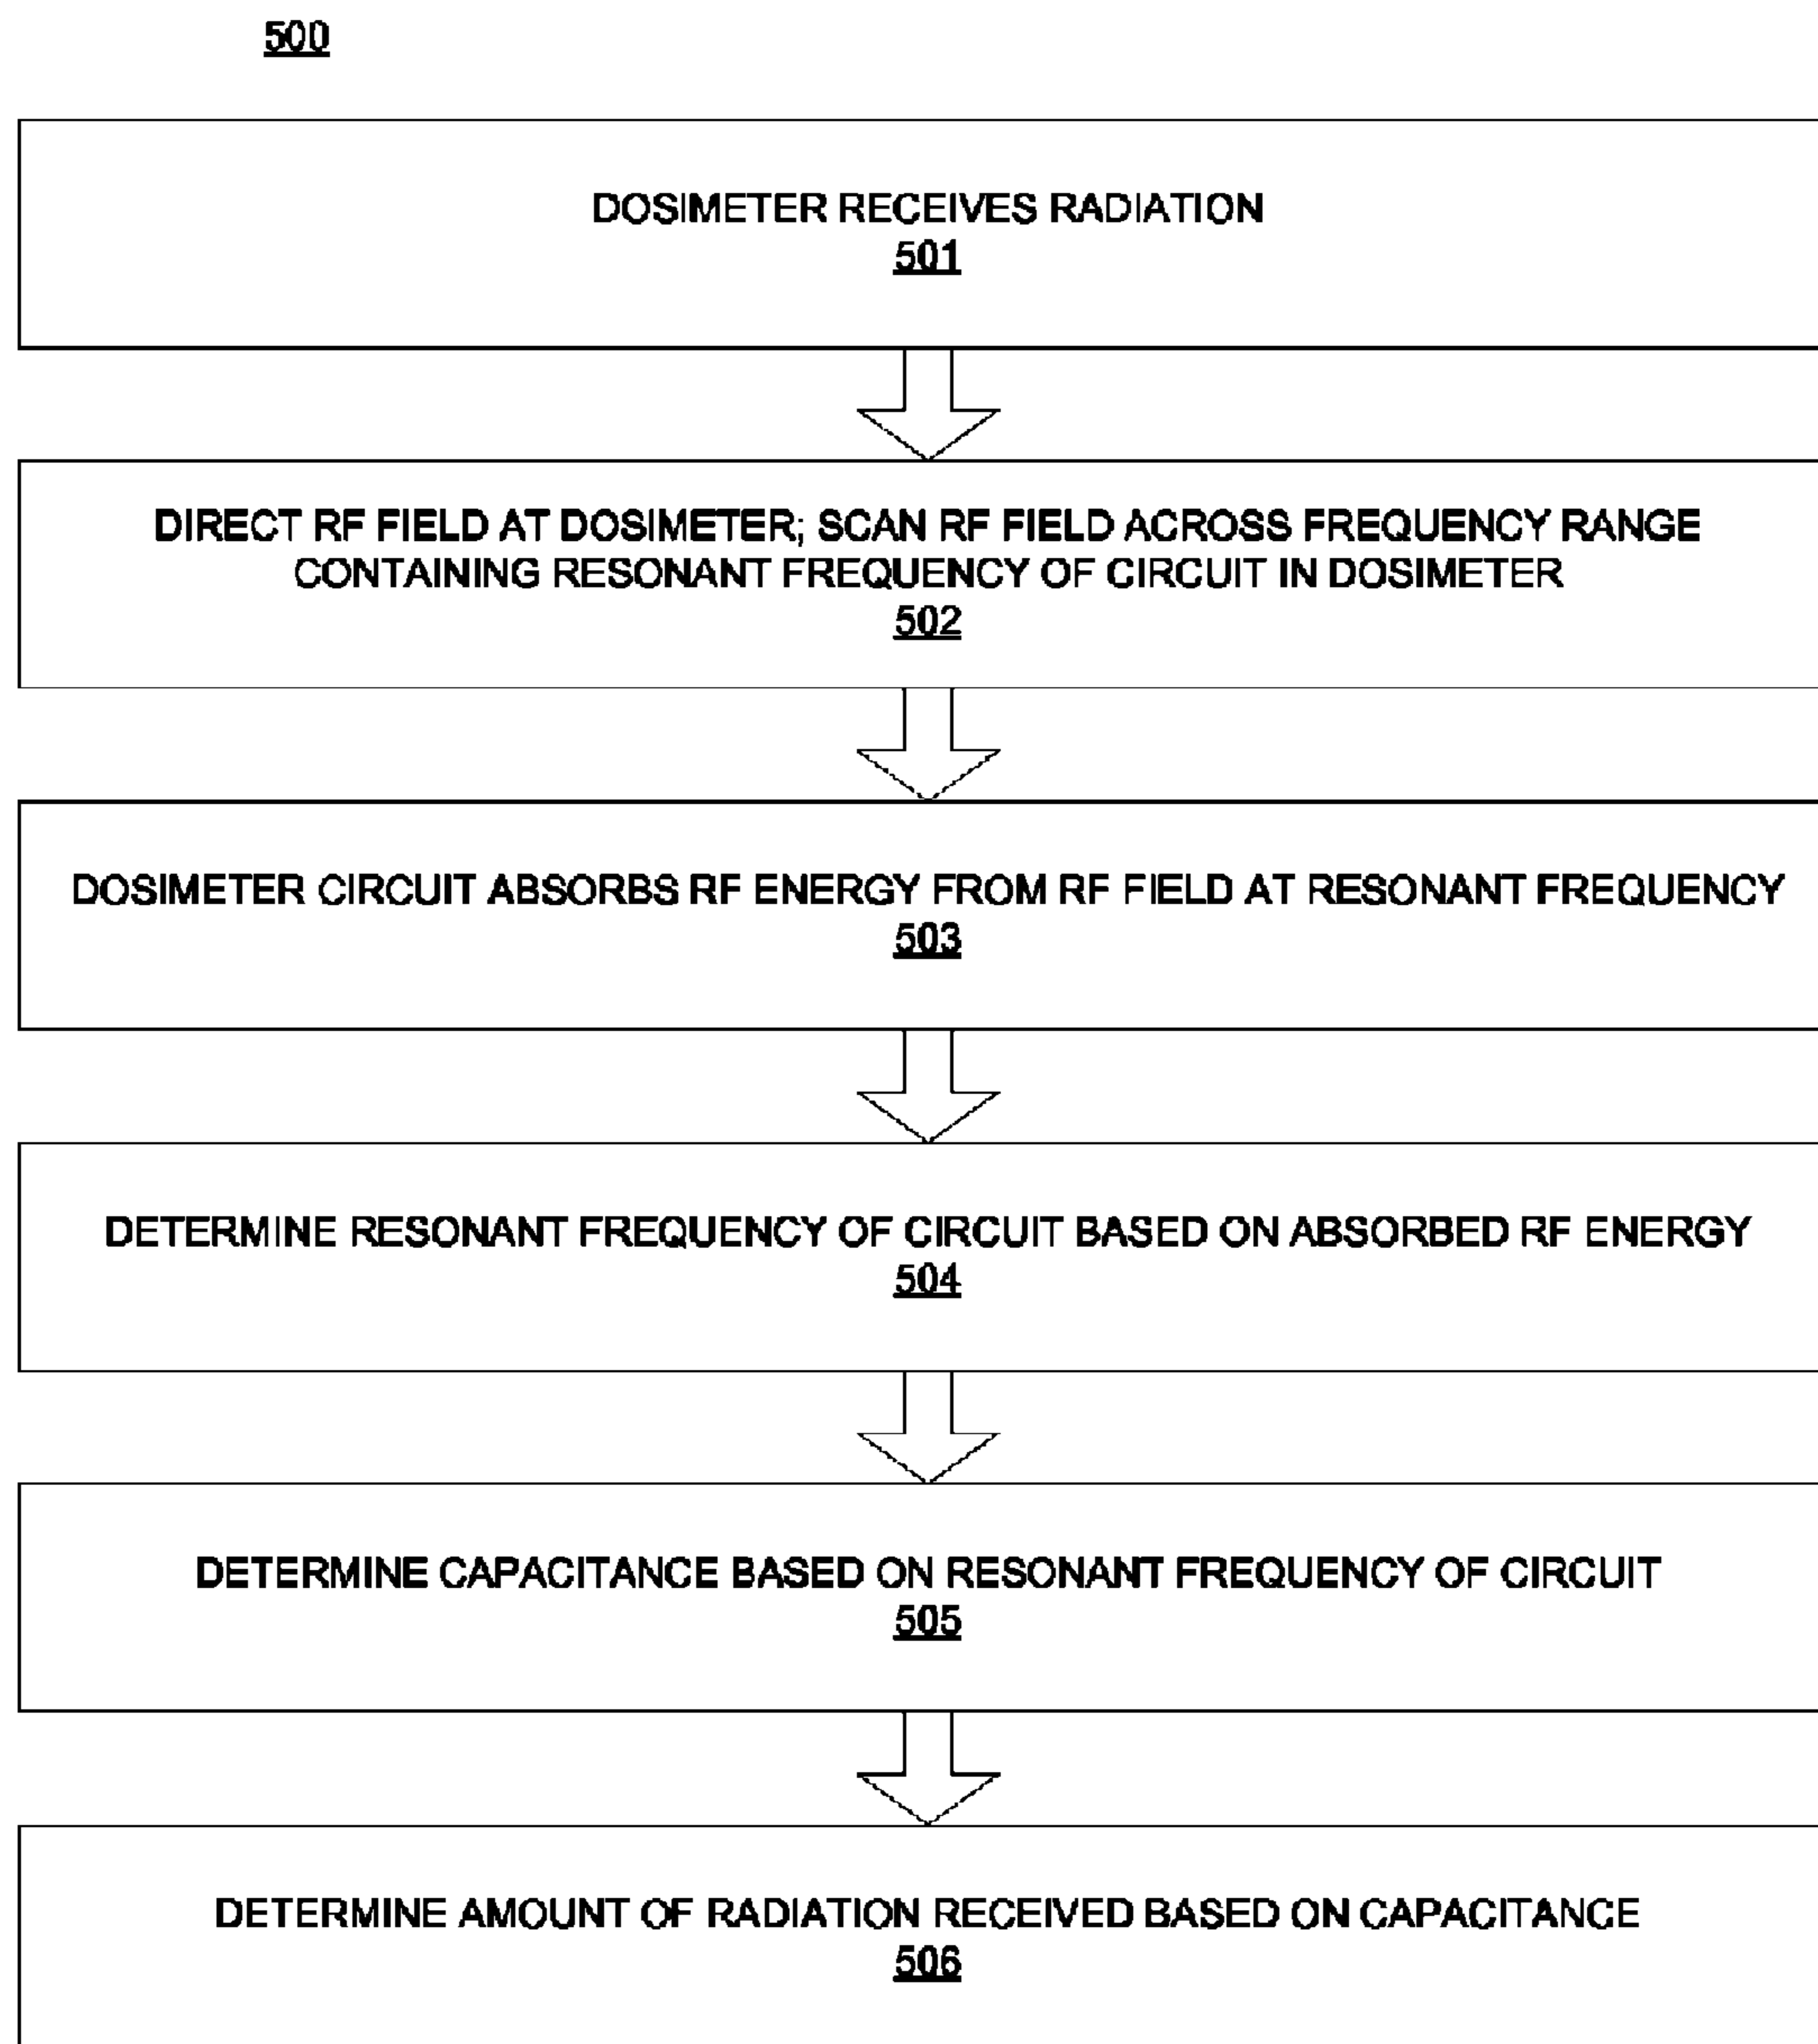 500
DOSIMETER RECEIVES RADIATION
501
DIRECT RF FIELD AT DOSIMETER; SCAN RF FIELD ACROSS FREQUENCY RANGE
CONTAINING RESONANT FREQUENCY OF CIRCUIT IN DOSIMETER
502
DOSIMETER CIRCUIT ABSORBS RF ENERGY FROM RF FIELD AT RESONANT FREQUENCY
503
DETERMINE RESONANT FREQUENCY OF CIRCUIT BASED ON ABSORBED RF ENERGY
504
DETERMINE CAPACITANCE BASED ON RESONANT FREQUENCY OF CIRCUIT
505
DETERMINE AMOUNT OF RADIATION RECEIVED BASED ON CAPACITANCE
506